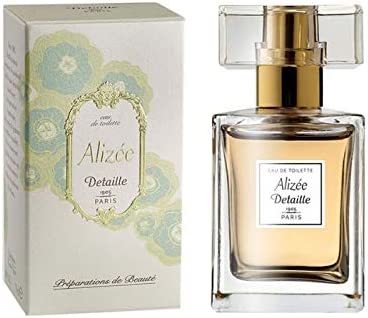 eau
de toilette
Alizée
Detaille
1905
PARIS
Préparations de Beauté
EAU DE TOILETTE
Alizée
Detaille
1905
PARIS